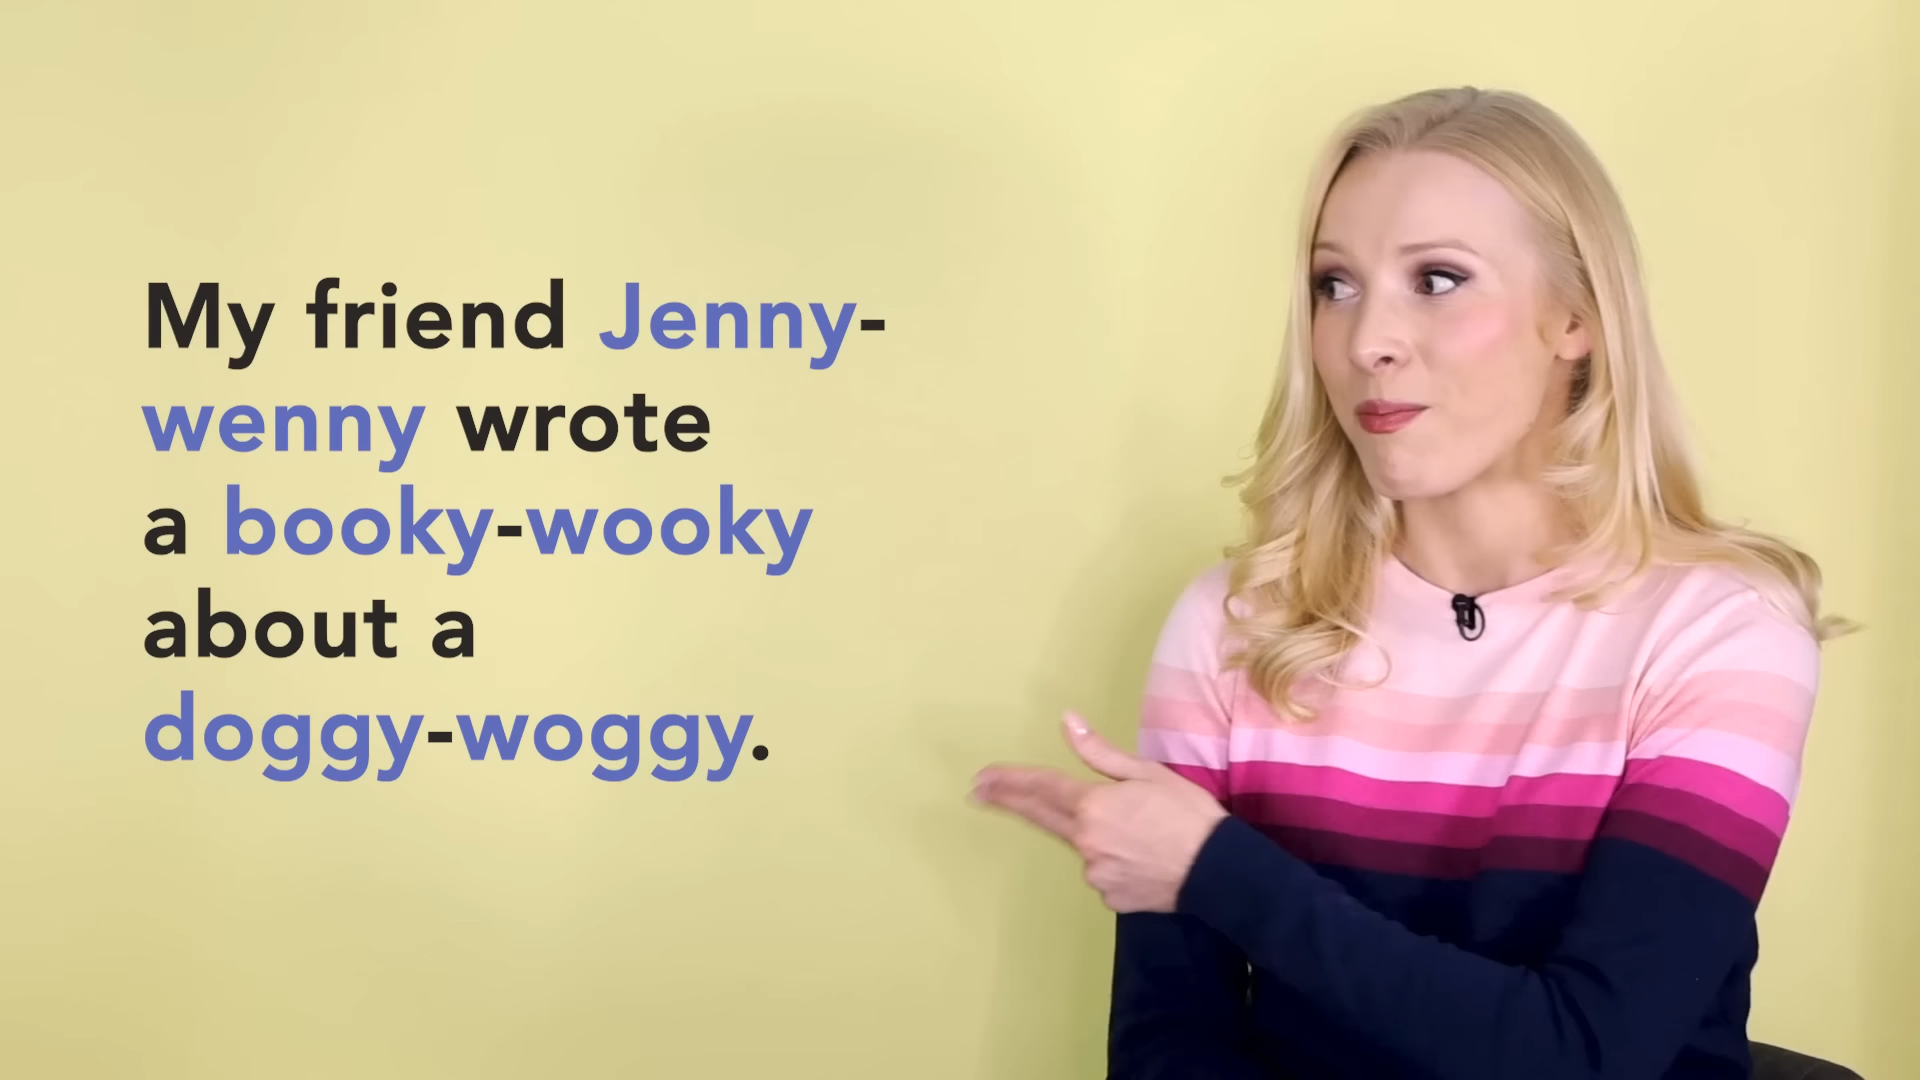 My friend Jenny-
wenny wrote
a booky-wooky
about a
doggy-woggy.